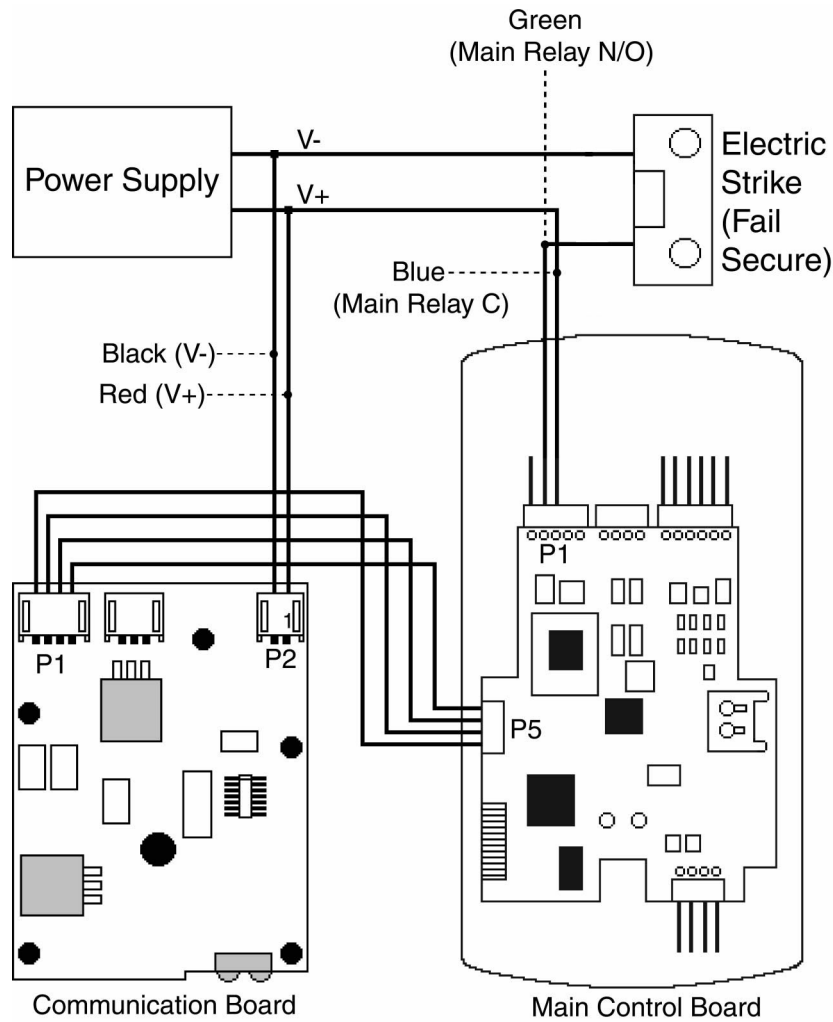 Green
(Main Relay N/O)
Power Supply
V-
V+
Electric
Strike
(Fail
Secure)
Blue
(Main Relay C)
Black (V-)
Red (V+)
P1
P1
1
P2
P5
Communication Board
Main Control Board